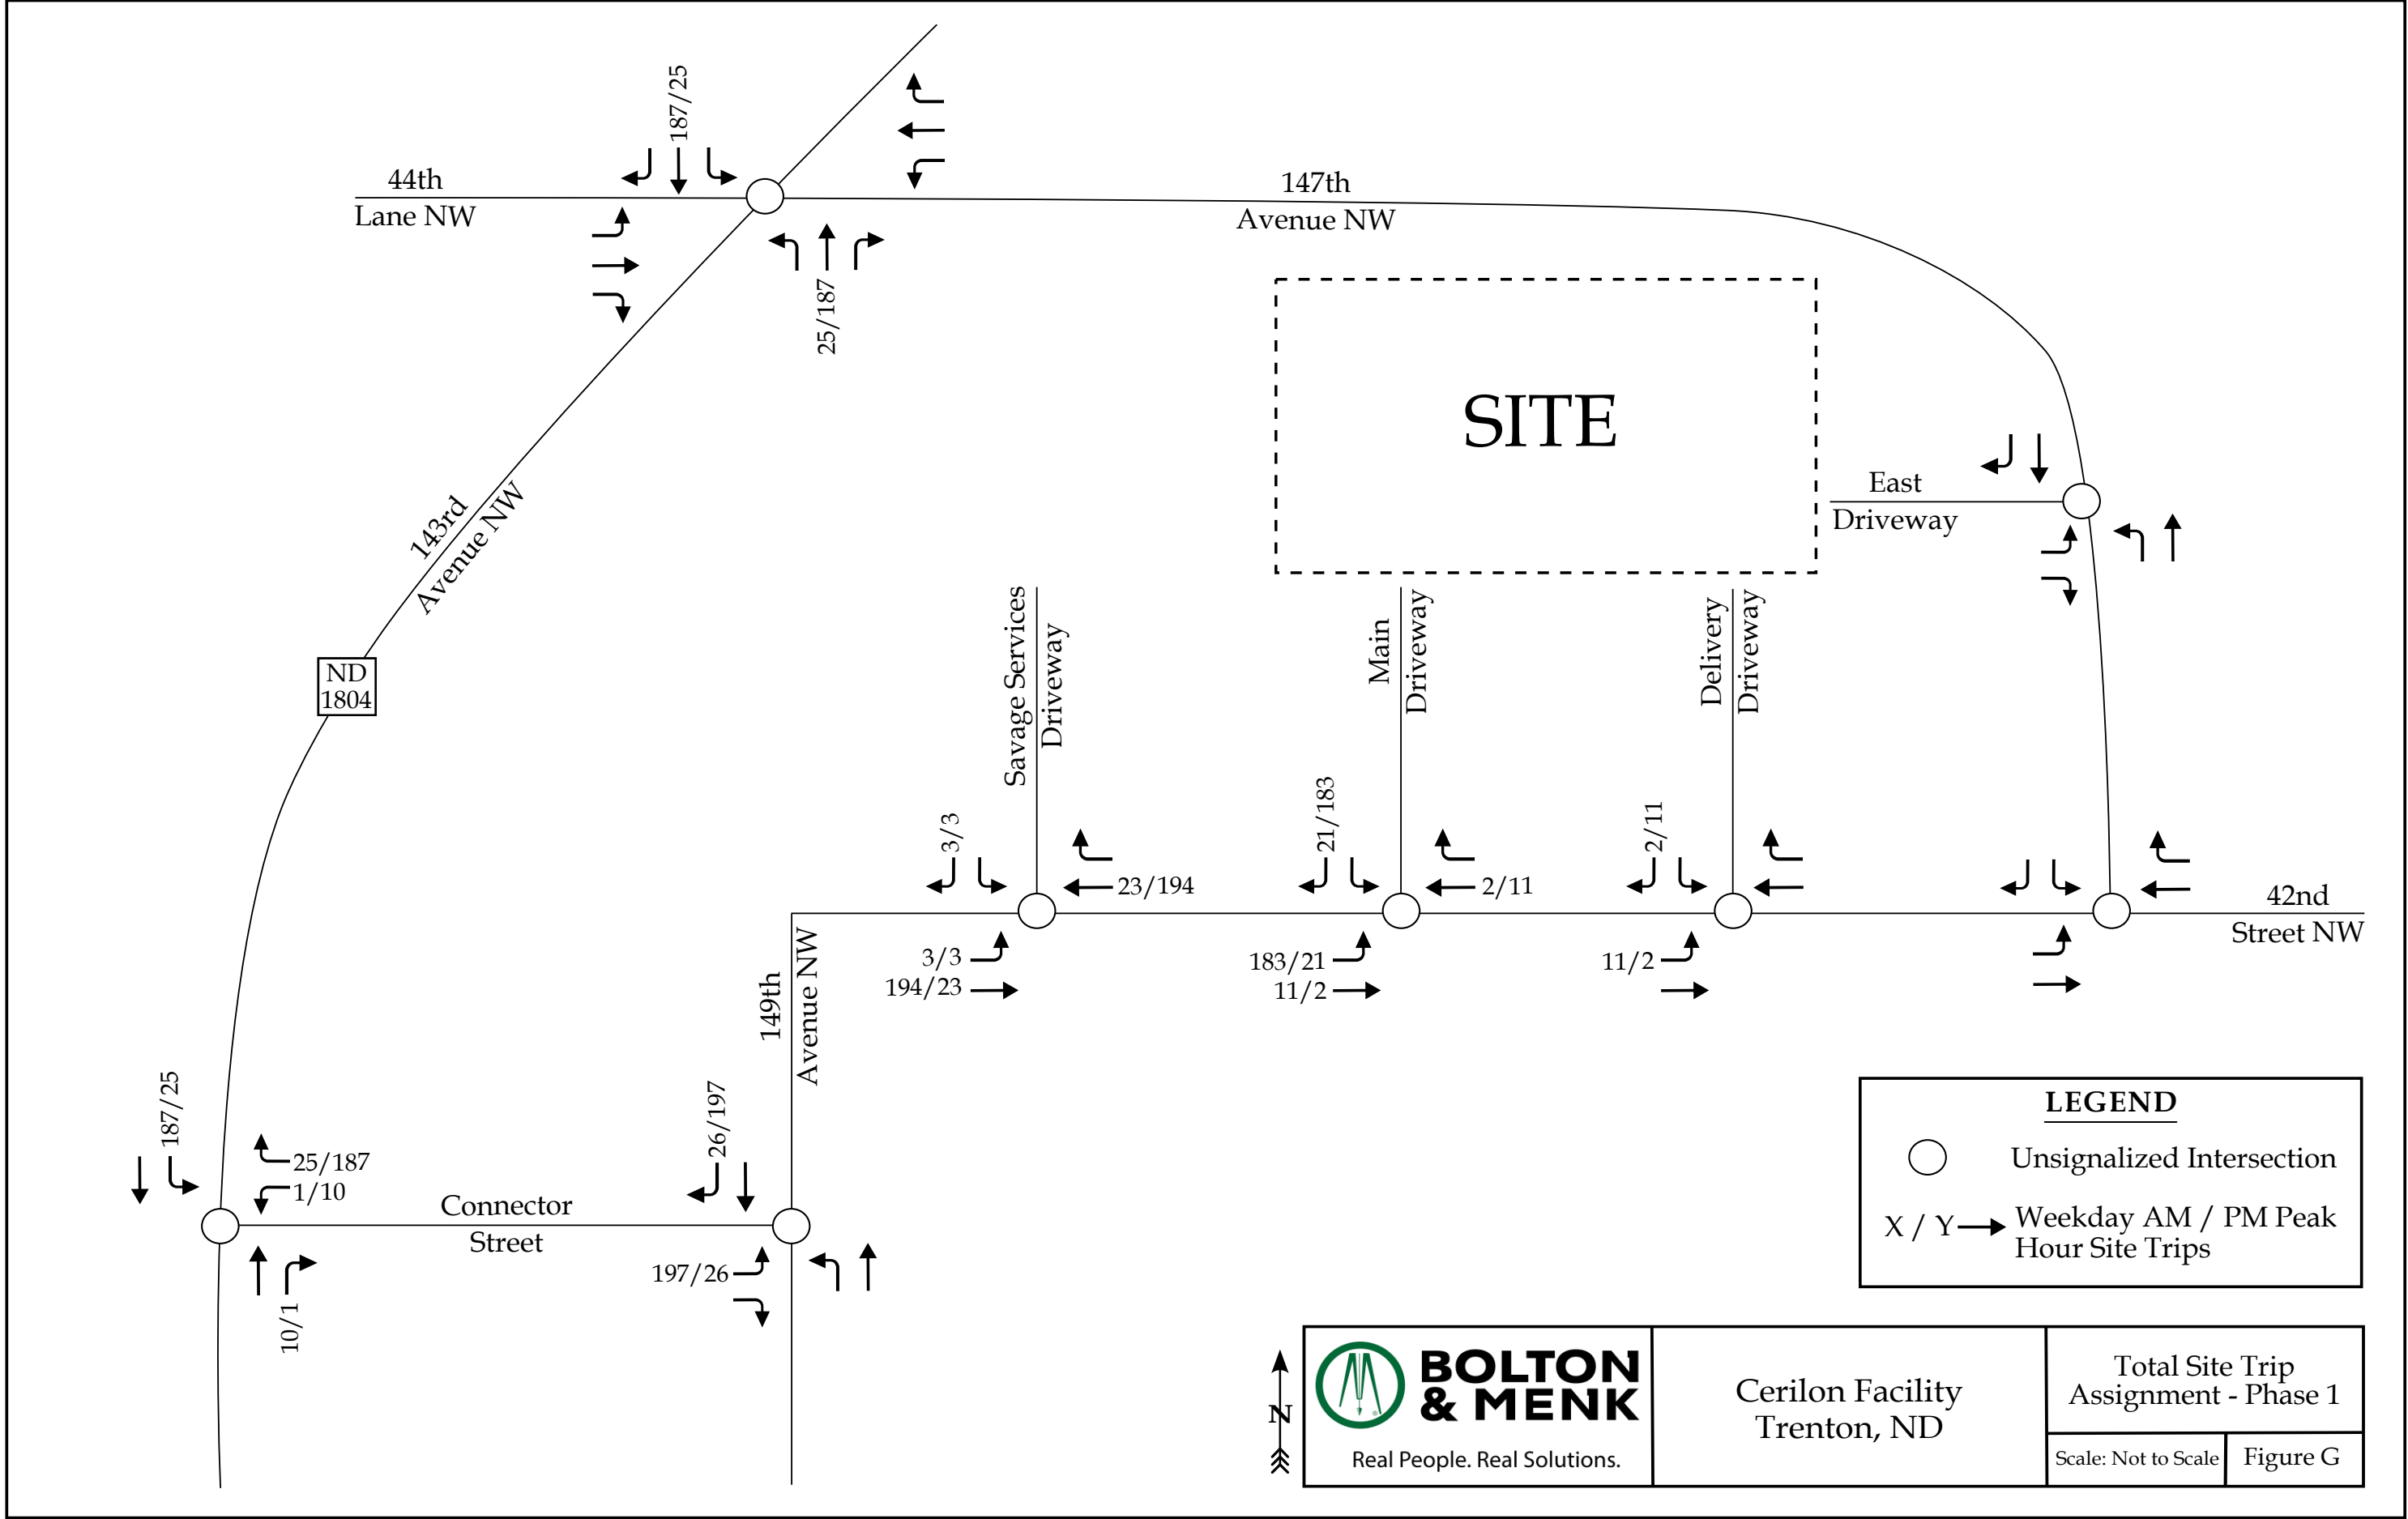 187/25
44th
Lane NW
147th
Avenue NW
25/187
SITE
143rd
Avenue NW
East
Driveway
ND
1804
Savage Services
Driveway
Main
Driveway
Delivery
Driveway
3/3
23/194
21/183
2/11
2/11
42nd
Street NW
3/3
194/23
183/21
11/2
11/2
149th
Avenue NW
187/25
25/187
1/10
Connector
Street
26/197
10/1
197/26
LEGEND
Unsignalized Intersection
X / Y
Weekday AM / PM Peak
Hour Site Trips
N
BOLTON
& MENK
®
Real People. Real Solutions.
Cerilon Facility
Trenton, ND
Total Site Trip
Assignment - Phase 1
Scale: Not to Scale
Figure G